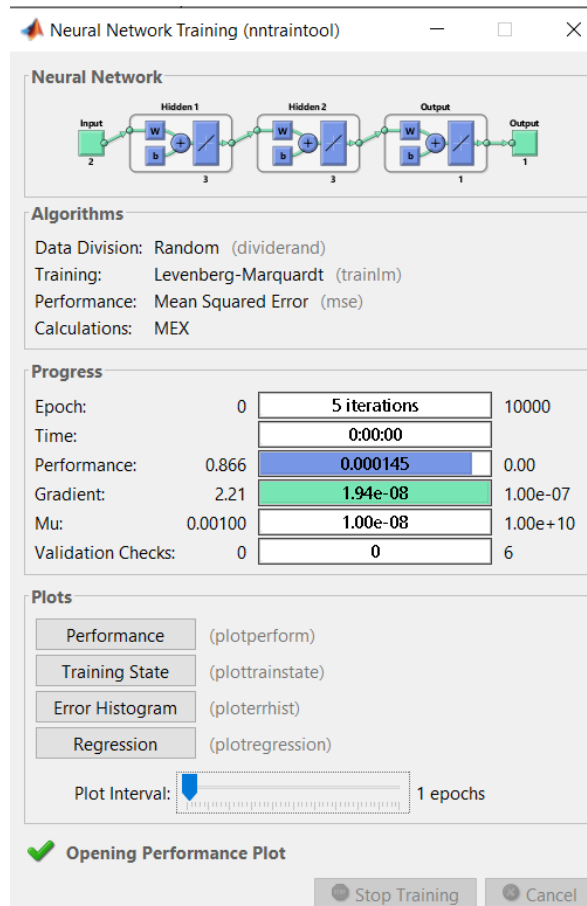 Neural Network Training (nntraintool)
Neural Network
Hidden 1 Hidden 2 Output
Input W b + W b + W b + Output
2 3 3 1 1
Algorithms
Data Division: Random (dividerand)
Training: Levenberg-Marquardt (trainlm)
Performance: Mean Squared Error (mse)
Calculations: MEX
Progress
Epoch: 0 5 iterations 10000
Time: 0:00:00
Performance: 0.866 0.000145 0.00
Gradient: 2.21 1.94e-08 1.00e-07
Mu: 0.00100 1.00e-08 1.00e+10
Validation Checks: 0 0 6
Plots
Performance (plotperform)
Training State (plottrainstate)
Error Histogram (ploterrhist)
Regression (plotregression)
Plot Interval: 1 epochs
Opening Performance Plot
Stop Training Cancel